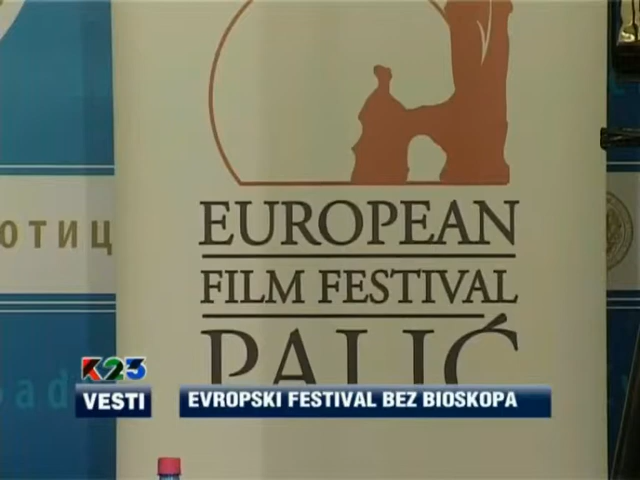 EUROPEAN
FILM FESTIVAL
PALIĆ
ОТИЦ
K23
VESTI
EVROPSKI FESTIVAL BEZ BIOSKOPA